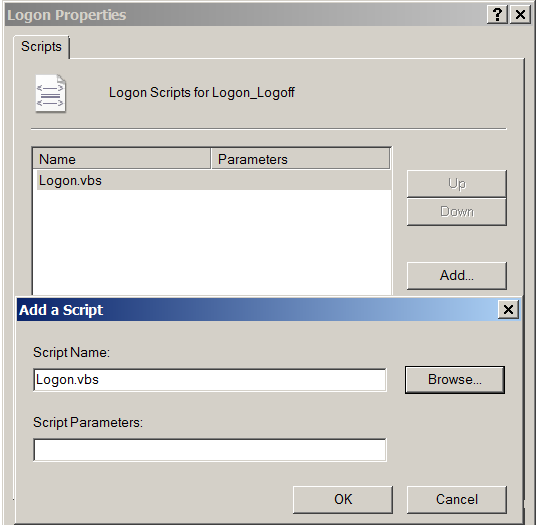 Logon Properties
Scripts
Logon Scripts for Logon_Logoff
Name Parameters
Logon.vbs
Up
Down
Add...
Add a Script
Script Name:
Logon.vbs Browse...
Script Parameters:
OK Cancel